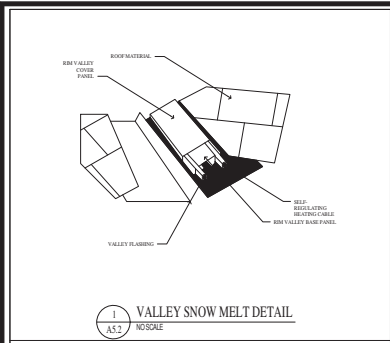 ROOF MATERIAL
RIM VALLEY
COVER
PANEL
SELF-
REGULATING
HEATING CABLE
RIM VALLEY BASE PANEL
VALLEY FLASHING
1
A5.2
VALLEY SNOW MELT DETAIL
NO SCALE